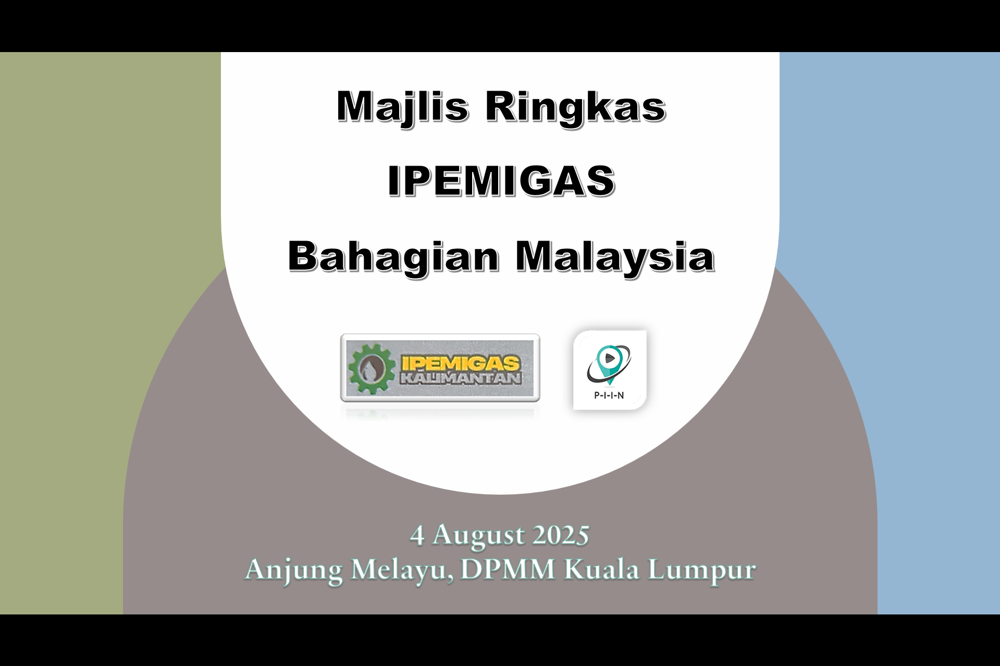 Majlis Ringkas
IPEMIGAS
Bahagian Malaysia
IPEMIGAS
KALIMANTAN
P-I-I-N
4 August 2025
Anjung Melayu, DPMM Kuala Lumpur